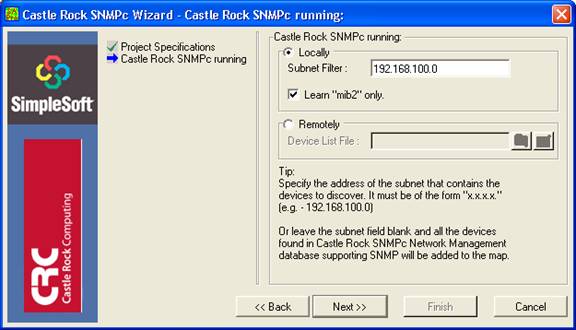 Castle Rock SNMPc Wizard - Castle Rock SNMPc running:
SimpleSoft
CRC
Castle Rock Computing
Project Specifications
Castle Rock SNMPc running
Castle Rock SNMPc running:
Locally
Subnet Filter : 192.168.100.0
Learn "mib2" only.
Remotely
Device List File :
Tip:
Specify the address of the subnet that contains the
devices to discover. It must be of the form "x.x.x.x."
(e.g. - 192.168.100.0)
Or leave the subnet field blank and all the devices
found in Castle Rock SNMPc Network Management
database supporting SNMP will be added to the map.
<< Back
Next >>
Finish
Cancel